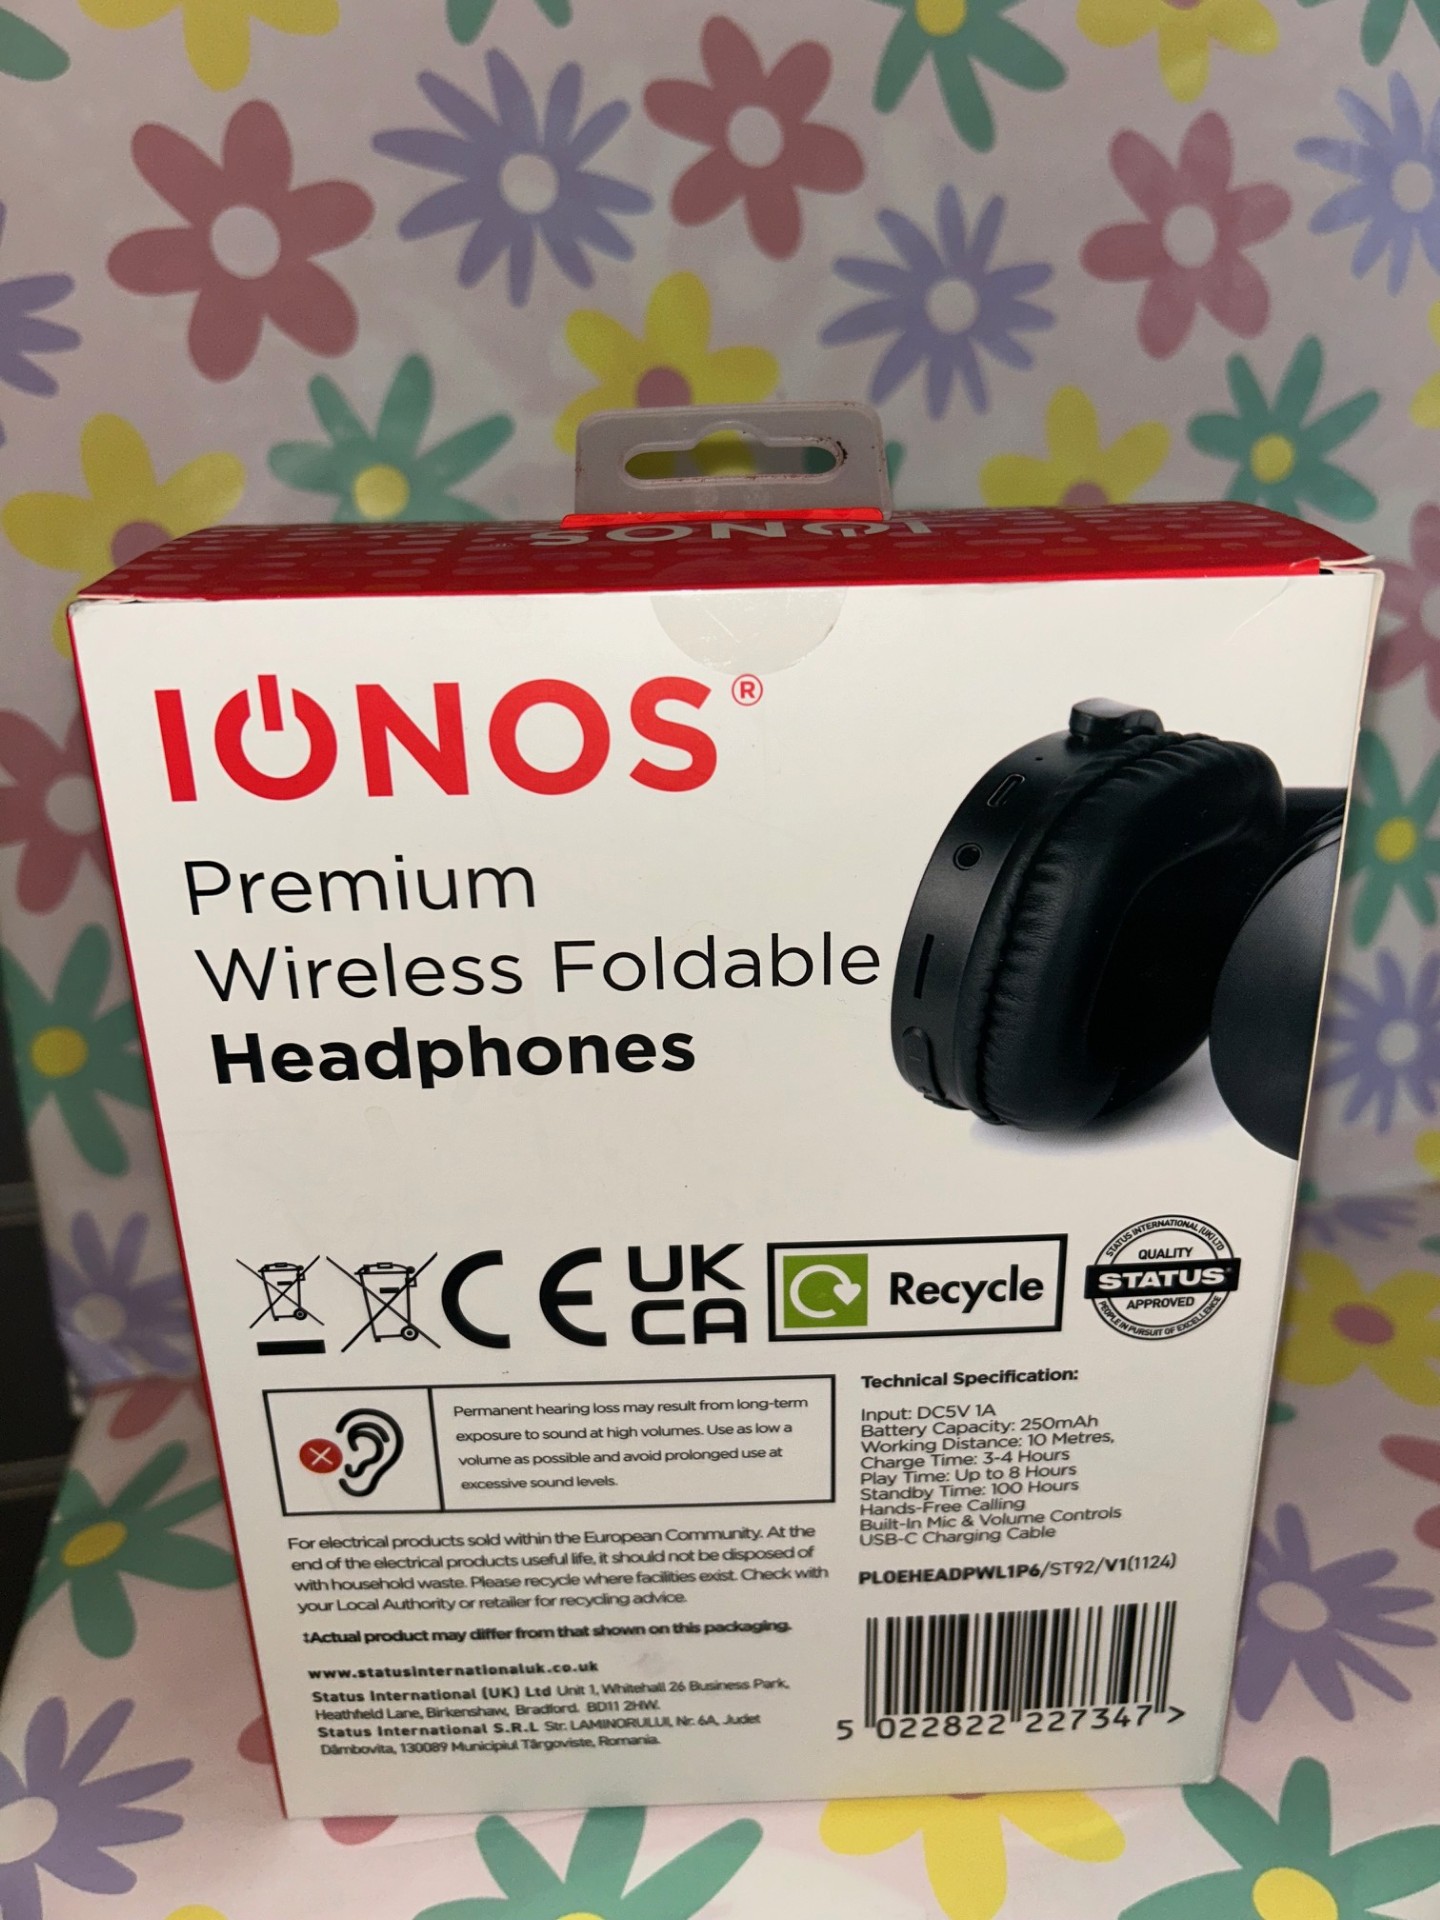 IONOS
IONOS®
Premium
Wireless Foldable
Headphones
CE
UK
CA
Recycle
STATUS INTERNATIONAL (UK) LTD
QUALITY
STATUS®
APPROVED
PEOPLE IN PURSUIT OF EXCELLENCE
Permanent hearing loss may result from long-term
exposure to sound at high volumes. Use as low a
volume as possible and avoid prolonged use at
excessive sound levels.
For electrical products sold within the European Community. At the
end of the electrical products useful life, it should not be disposed of
with household waste. Please recycle where facilities exist. Check with
your Local Authority or retailer for recycling advice.
‡Actual product may differ from that shown on this packaging.
www.statusinternationaluk.co.uk
Status International (UK) Ltd Unit 1, Whitehall 26 Business Park,
Heathfield Lane, Birkenshaw, Bradford. BD11 2HW.
Status International S.R.L Str. LAMINORULUI, Nr. 6A, Judet
Dâmbovita, 130089 Municipiul Târgoviste, Romania.
Technical Specification:
Input: DC5V 1A
Battery Capacity: 250mAh
Working Distance: 10 Metres,
Charge Time: 3-4 Hours
Play Time: Up to 8 Hours
Standby Time: 100 Hours
Hands-Free Calling
Built-In Mic & Volume Controls
USB-C Charging Cable
PLOEHEADPWL1P6/ST92/V1(1124)
5 022822 227347 >